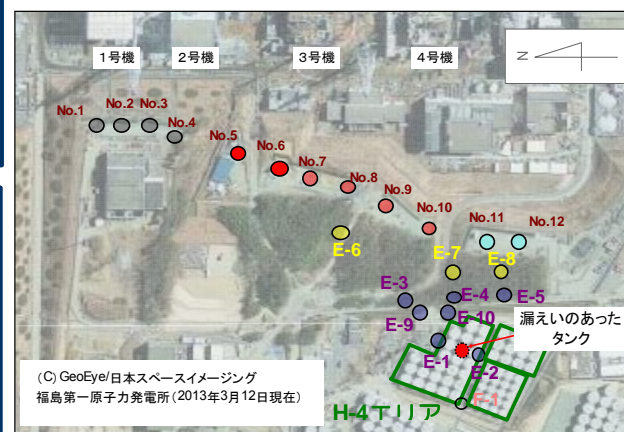 1号機
2号機
3号機
4号機
N
No.1
No.2
No.3
No.4
No.5
No.6
No.7
No.8
No.9
No.10
No.11
No.12
E-6
E-7
E-8
E-3
E-4
E-5
E-9
E-10
漏えいのあった
タンク
E-1
E-2
F-1
H-4エリア
(C) GeoEye/日本スペースイメージング
福島第一原子力発電所(2013年3月12日現在)